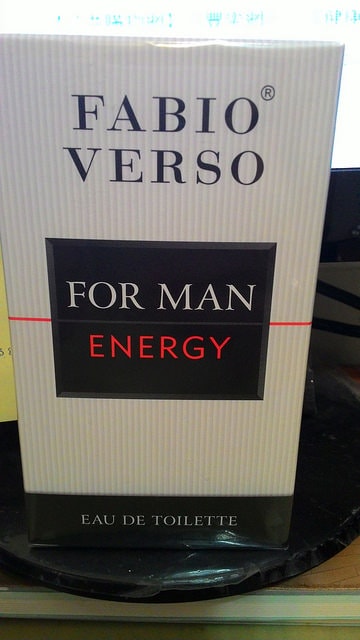 FABIO®
VERSO
FOR MAN
ENERGY
EAU DE TOILETTE